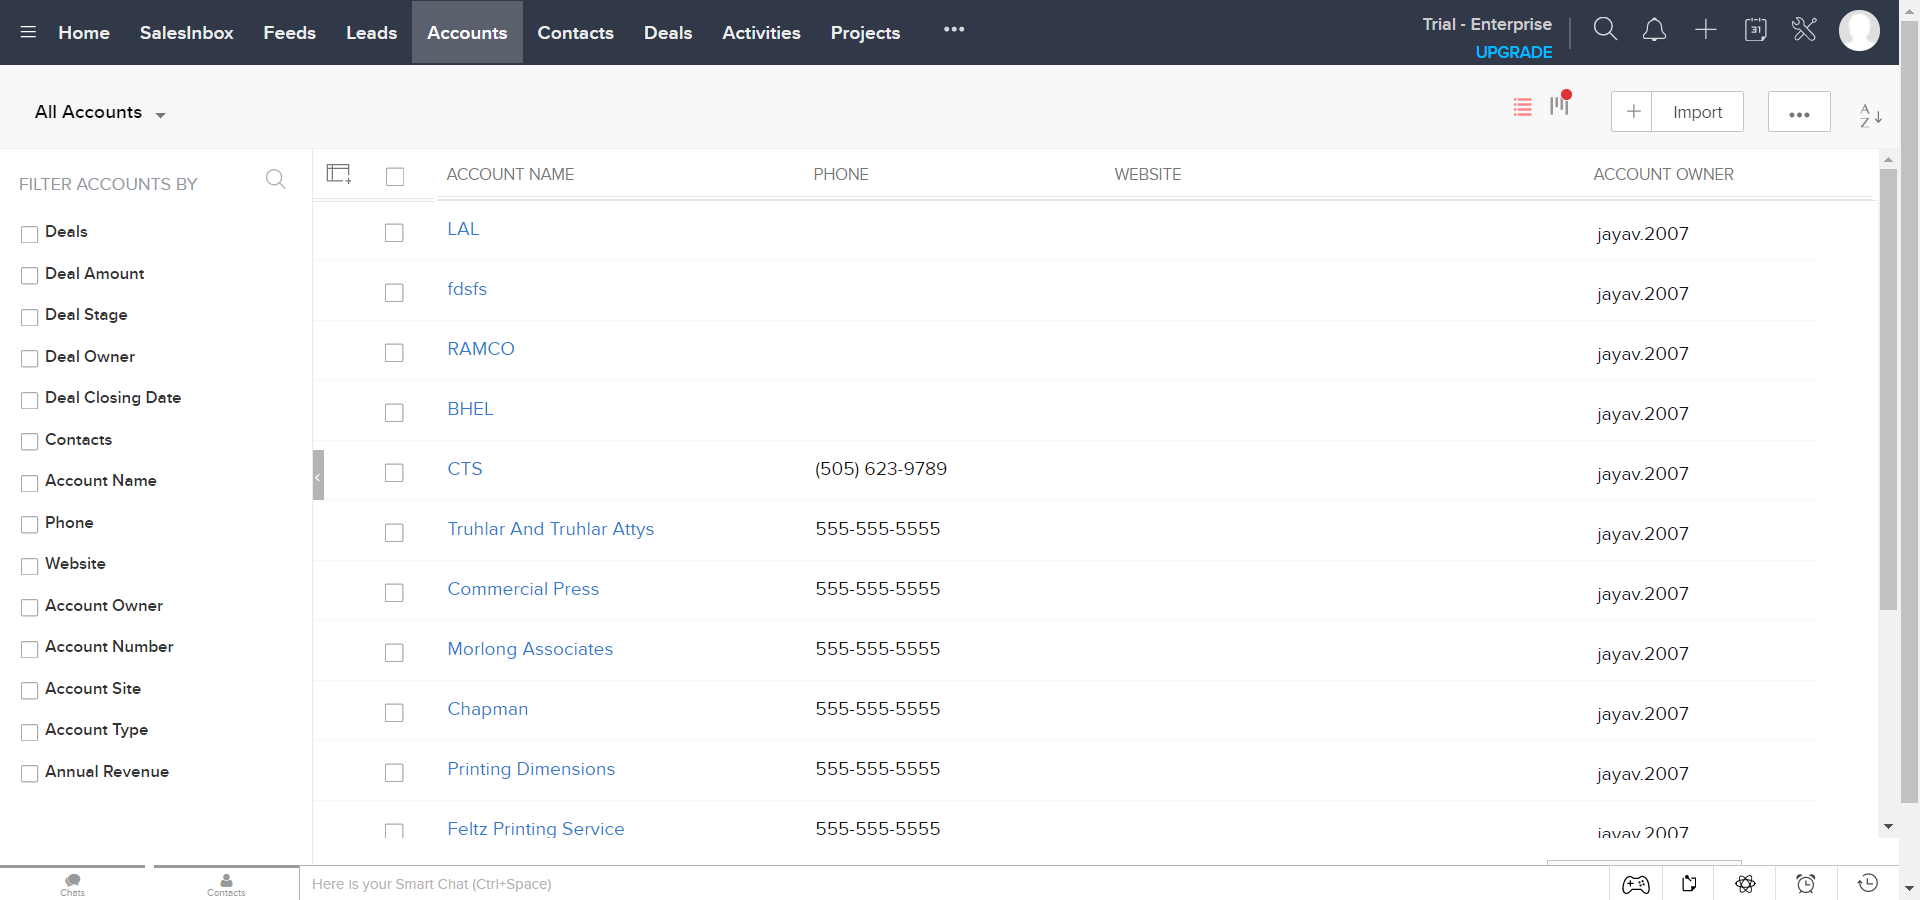 Home SalesInbox Feeds Leads Accounts Contacts Deals Activities Projects ••• Trial - Enterprise
UPGRADE
31
All Accounts
Import
•••
A
Z
FILTER ACCOUNTS BY
ACCOUNT NAME PHONE WEBSITE ACCOUNT OWNER
Deals
Deal Amount
Deal Stage
Deal Owner
Deal Closing Date
Contacts
Account Name
Phone
Website
Account Owner
Account Number
Account Site
Account Type
Annual Revenue
LAL jayav.2007
fdsfs jayav.2007
RAMCO jayav.2007
BHEL jayav.2007
CTS (505) 623-9789 jayav.2007
Truhlar And Truhlar Attys 555-555-5555 jayav.2007
Commercial Press 555-555-5555 jayav.2007
Morlong Associates 555-555-5555 jayav.2007
Chapman 555-555-5555 jayav.2007
Printing Dimensions 555-555-5555 jayav.2007
Feltz Printing Service 555-555-5555 jayav.2007
Chats
Contacts
Here is your Smart Chat (Ctrl+Space)